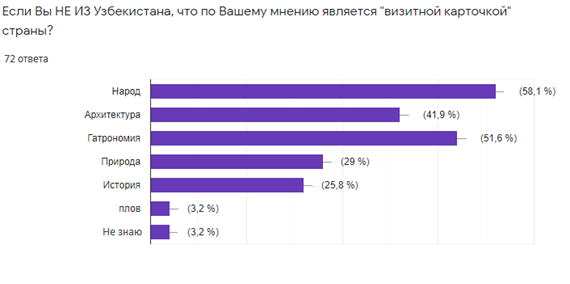 Если Вы НЕ ИЗ Узбекистана, что по Вашему мнению является "визитной карточкой"
страны?
72 ответа
Народ (58,1 %)
Архитектура (41,9 %)
Гатрономия (51,6 %)
Природа (29 %)
История (25,8 %)
плов (3,2 %)
Не знаю (3,2 %)